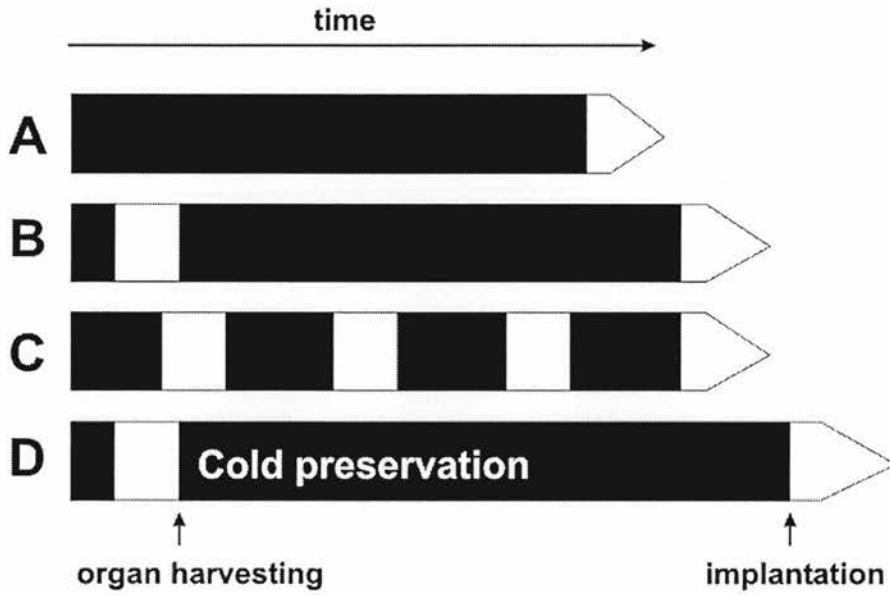 time
A
B
C
D
Cold preservation
organ harvesting
implantation